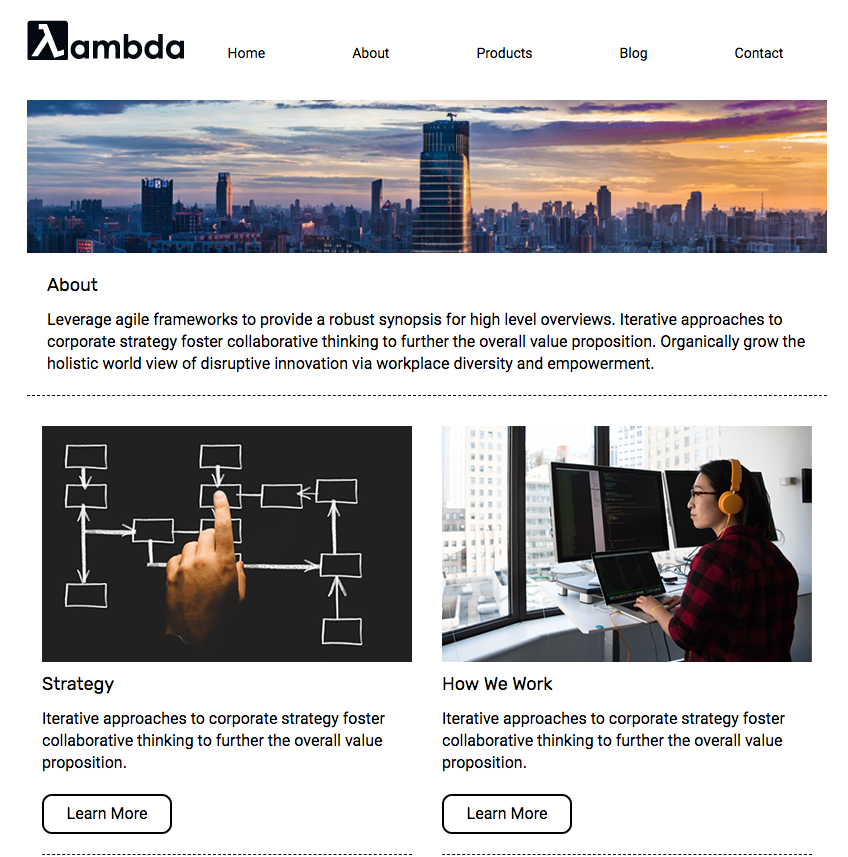 λambda
Home About Products Blog Contact
About
Leverage agile frameworks to provide a robust synopsis for high level overviews. Iterative approaches to
corporate strategy foster collaborative thinking to further the overall value proposition. Organically grow the
holistic world view of disruptive innovation via workplace diversity and empowerment.
Strategy
Iterative approaches to corporate strategy foster
collaborative thinking to further the overall value
proposition.
Learn More
How We Work
Iterative approaches to corporate strategy foster
collaborative thinking to further the overall value
proposition.
Learn More